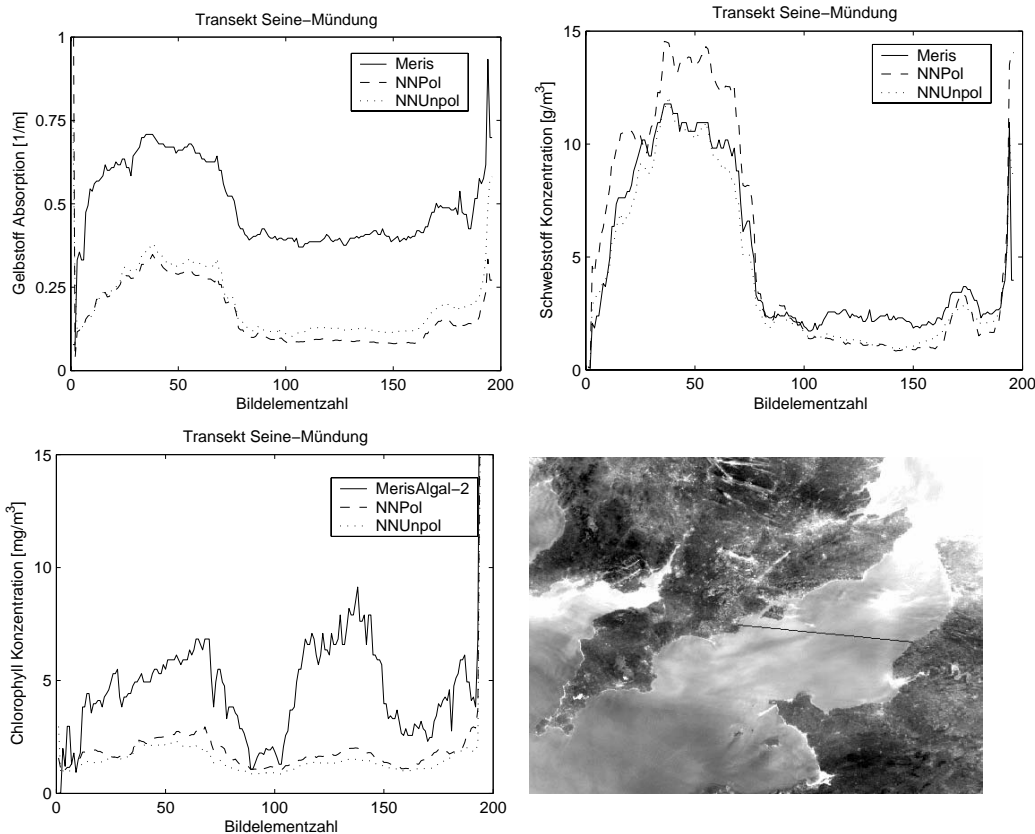 Transekt Seine−Mündung
1
0.75
0.5
0.25
0
0 50 100 150 200
Gelbstoff Absorption [1/m]
Bildelementzahl
Meris
NNPol
NNUnpol
Transekt Seine−Mündung
15
10
5
0
0 50 100 150 200
Schwebstoff Konzentration [g/m³]
Bildelementzahl
Meris
NNPol
NNUnpol
Transekt Seine−Mündung
15
10
5
0
0 50 100 150 200
Chlorophyll Konzentration [mg/m³]
Bildelementzahl
MerisAlgal−2
NNPol
NNUnpol